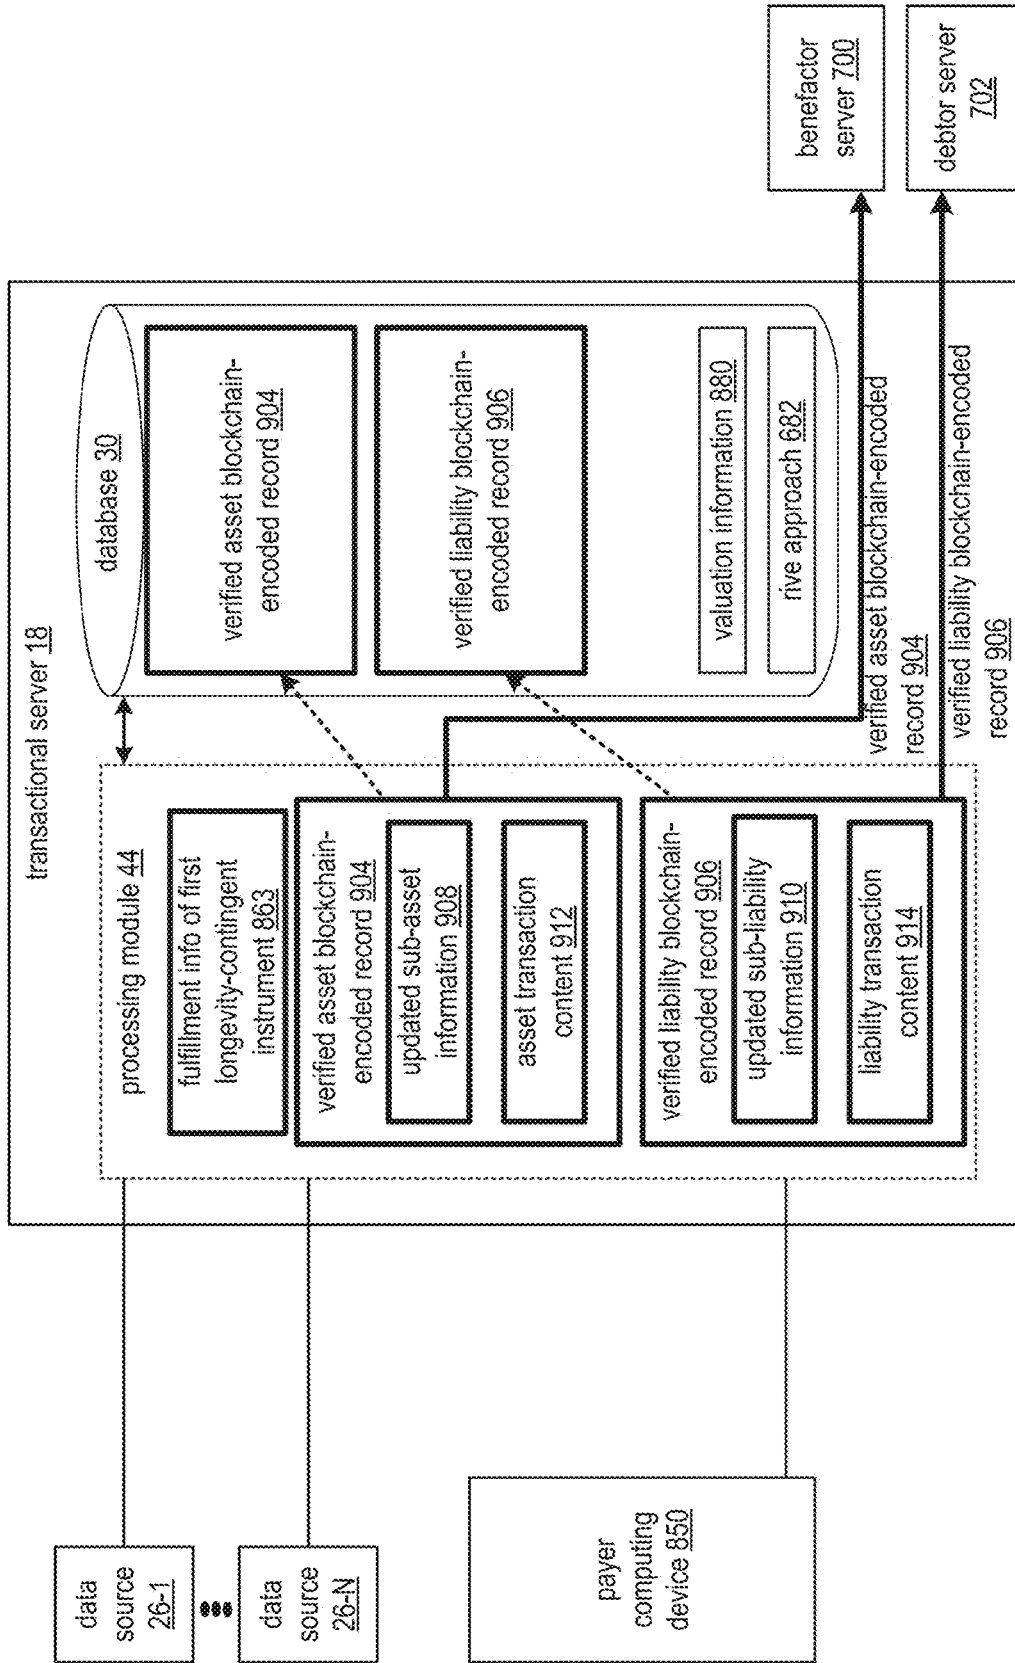 transactional server 18
data
source
26-1
data
source
26-N
payer
computing
device 850
processing module 44
fulfillment info of first
longevity-contingent
instrument 863
verified asset blockchain-
encoded record 904
updated sub-asset
information 908
asset transaction
content 912
verified liability blockchain-
encoded record 906
updated sub-liability
information 910
liability transaction
content 914
database 30
verified asset blockchain-
encoded record 904
verified liability blockchain-
encoded record 906
valuation information 880
rive approach 682
verified asset blockchain-encoded
record 904
verified liability blockchain-encoded
record 906
benefactor
server 700
debtor server
702